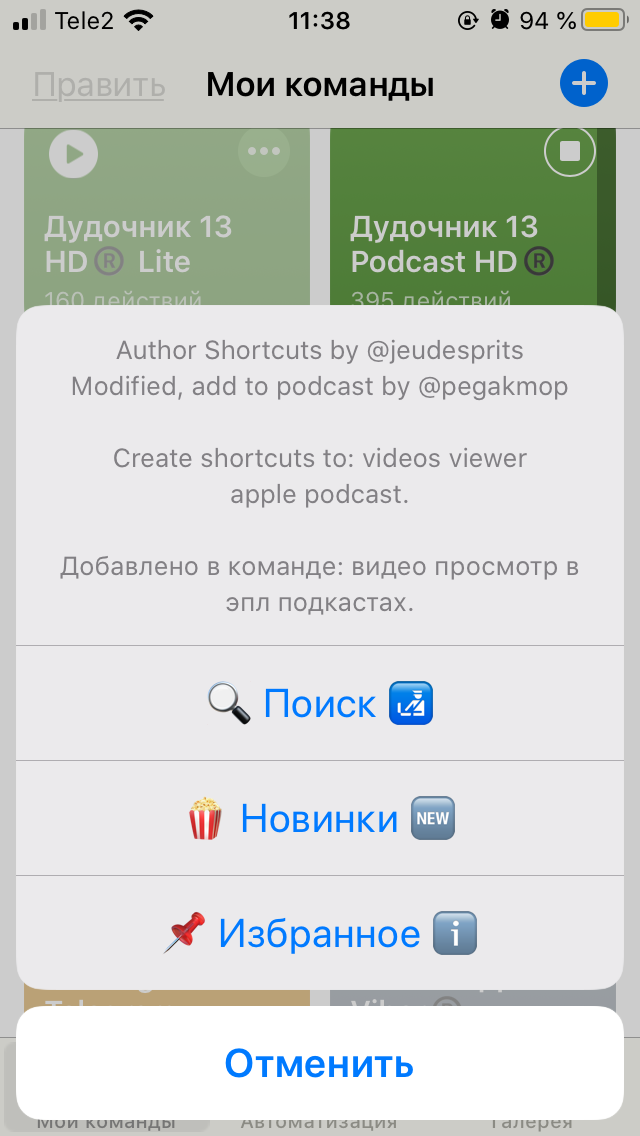 Tele2 11:38 94 %
Править Мои команды
Дудочник 13
HD® Lite
160 действий
Дудочник 13
Podcast HD®
395 действий
Author Shortcuts by @jeudesprits
Modified, add to podcast by @pegakmop
Create shortcuts to: videos viewer
apple podcast.
Добавлено в команде: видео просмотр в
эпл подкастах.
Поиск
Новинки NEW
Избранное
Отменить
Мои команды Автоматизация Галерея